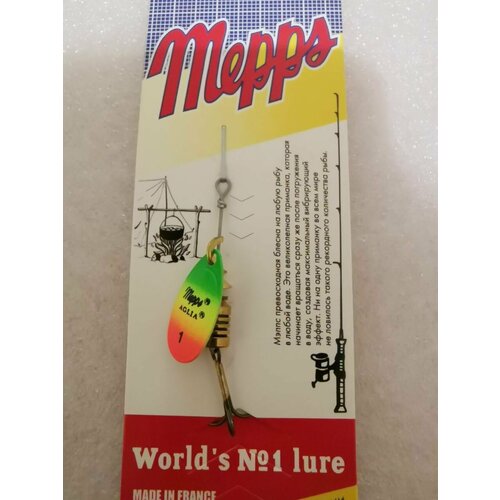 Mepps
Мэппс превосходная блесна на любую рыбу
в любой воде. Это великолепная приманка, которая
начинает вращаться сразу же после погружения
в воду, создавая максимальный вибрирующий
эффект. Ни на одну приманку во всем мире
не ловилось такого рекордного количества рыбы.
Mepps
AGLIA
1
World's №1 lure
MADE IN FRANCE